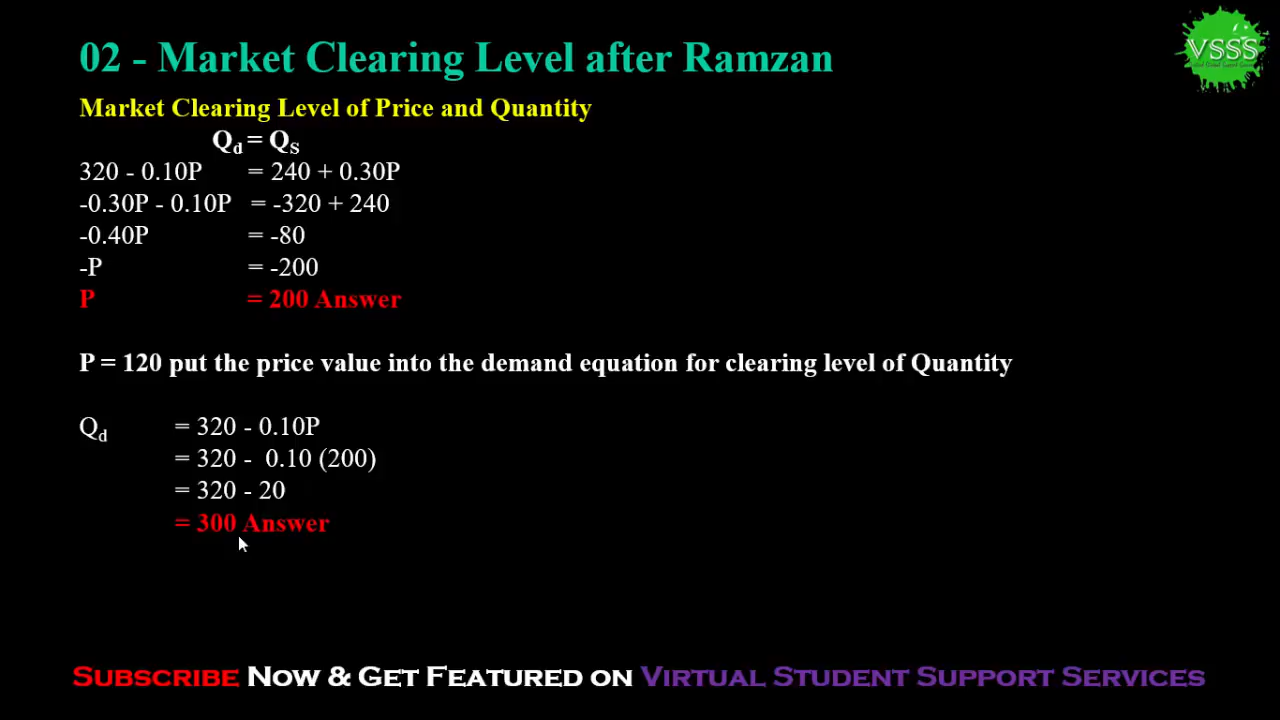 02 - Market Clearing Level after Ramzan
VSSS
Market Clearing Level of Price and Quantity
Qd = QS
320 - 0.10P = 240 + 0.30P
-0.30P - 0.10P = -320 + 240
-0.40P = -80
-P = -200
P = 200 Answer
P = 120 put the price value into the demand equation for clearing level of Quantity
Qd = 320 - 0.10P
= 320 - 0.10 (200)
= 320 - 20
= 300 Answer
SUBSCRIBE NOW & GET FEATURED ON VIRTUAL STUDENT SUPPORT SERVICES